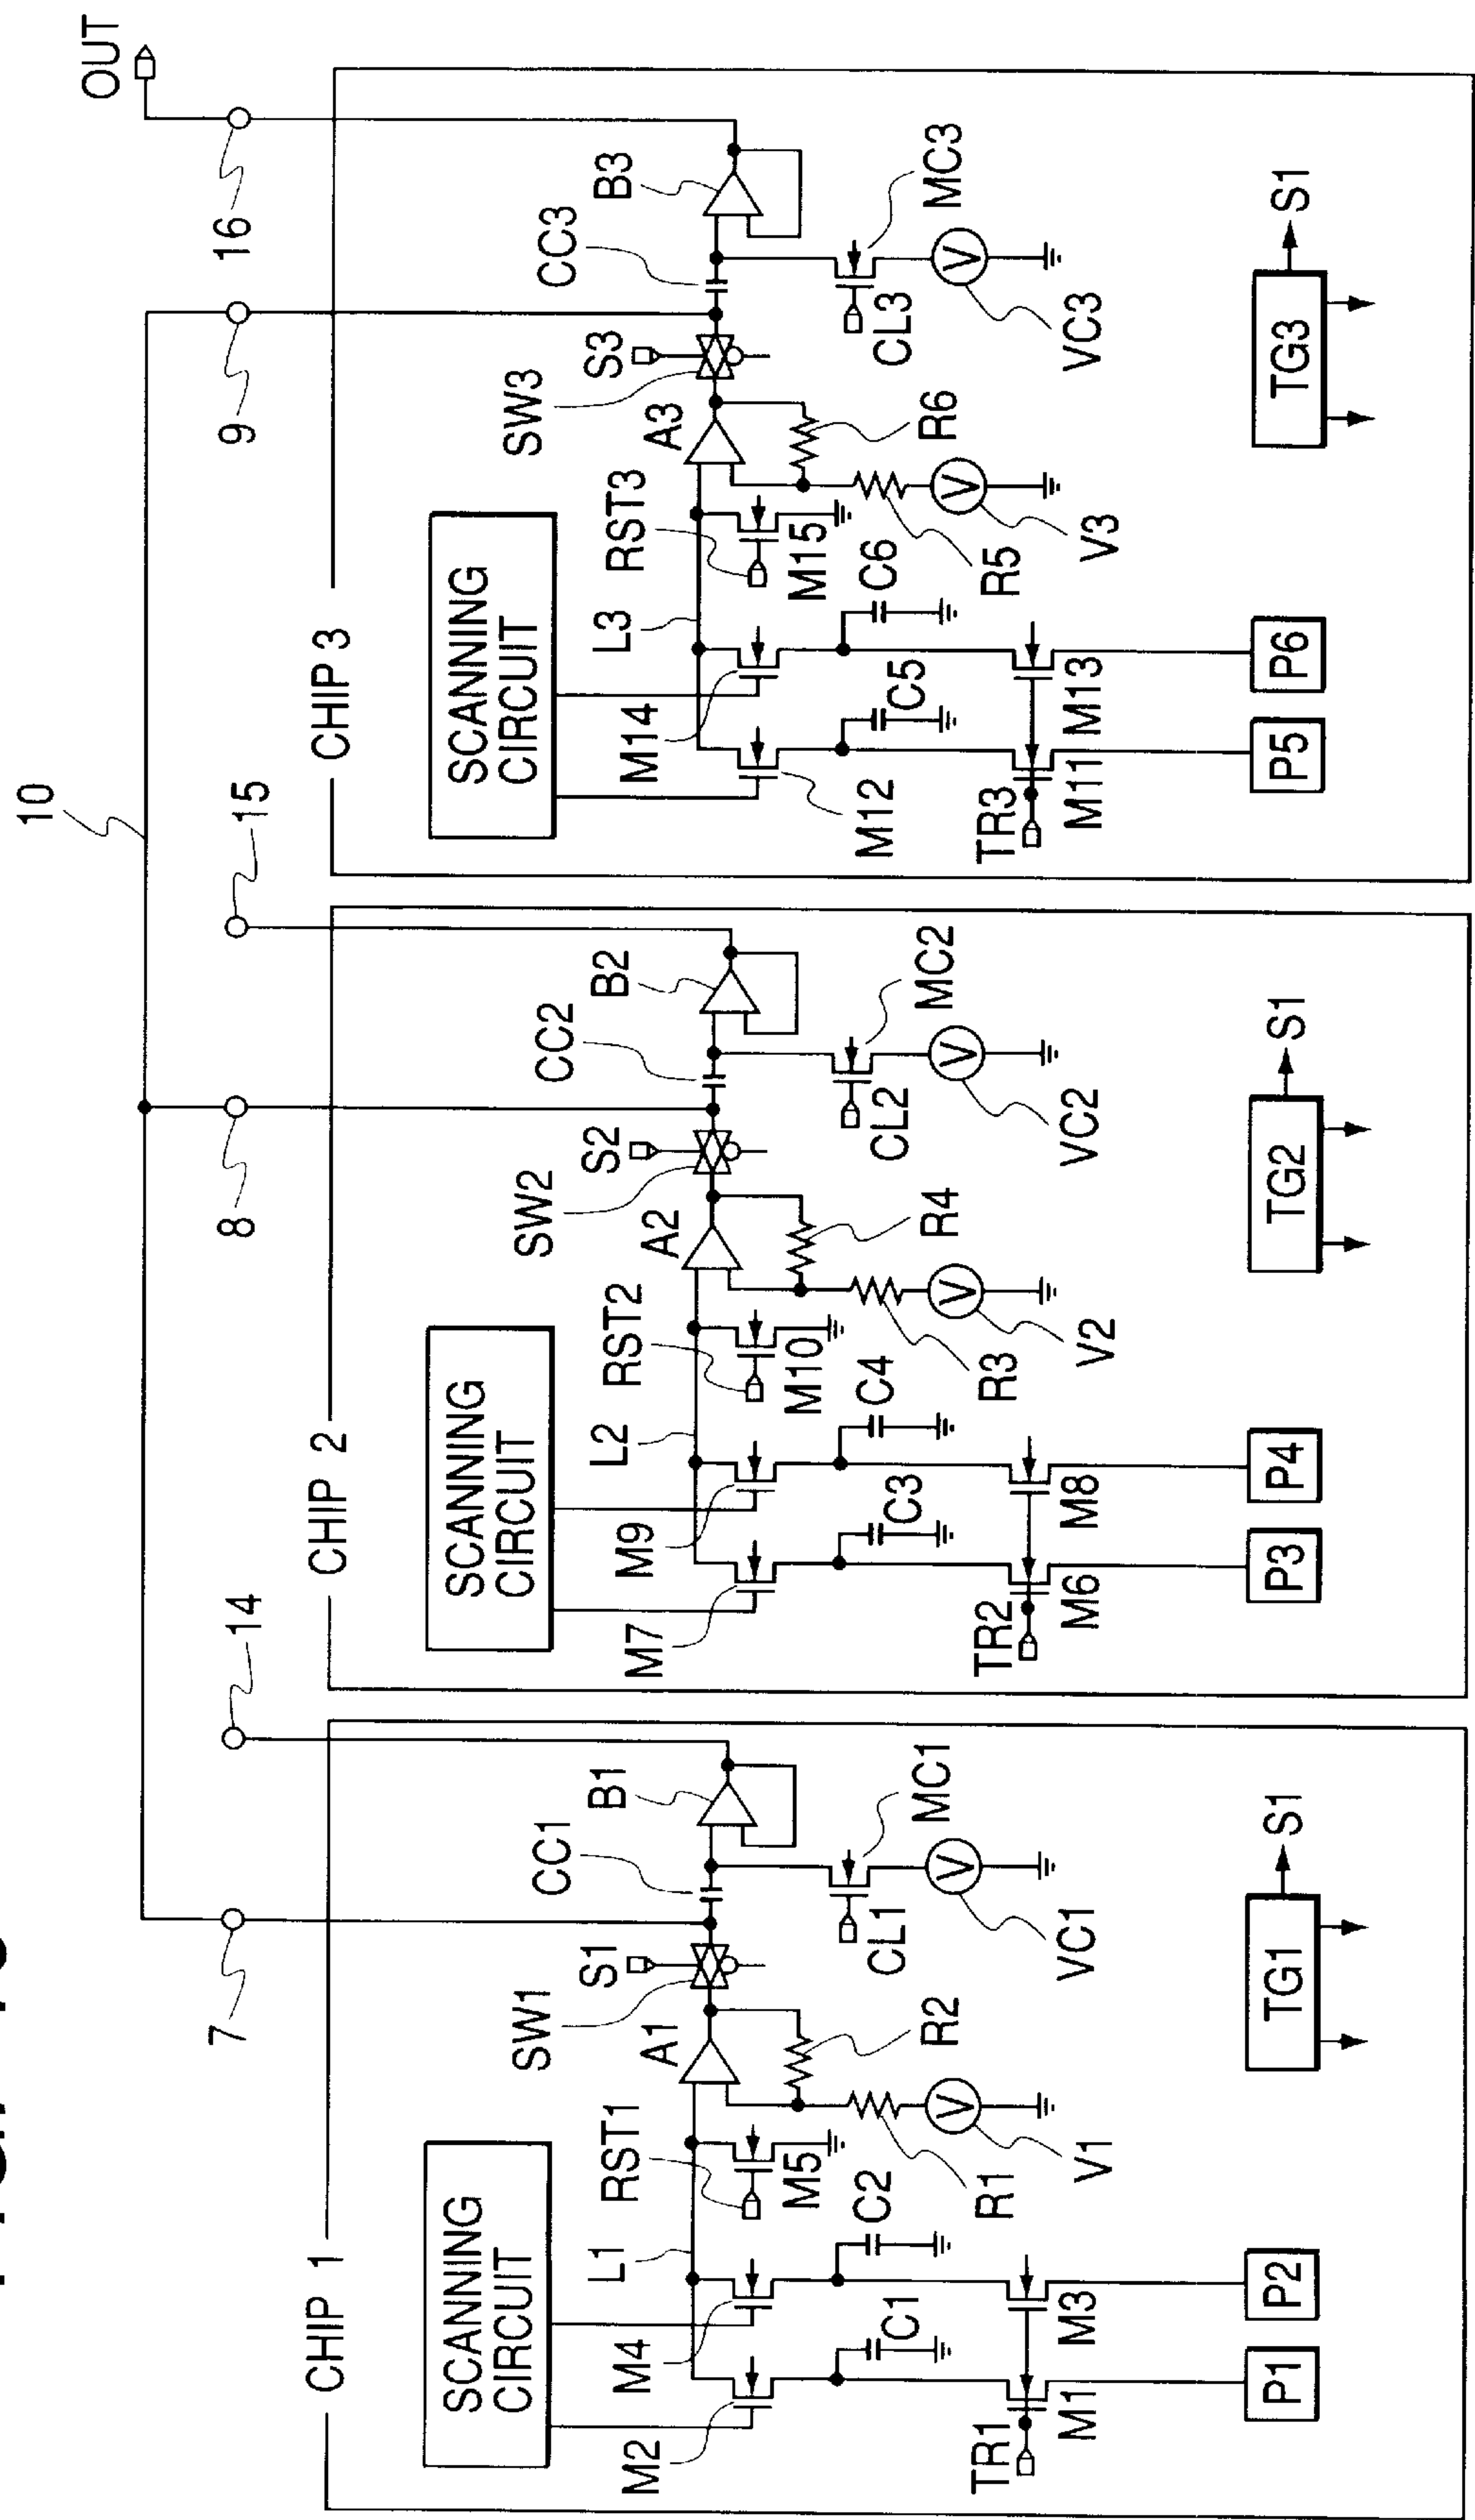 10
OUT
7
14
8
15
9
16
CHIP 1
SCANNING
CIRCUIT
M2
M4
L1
RST1
A1
SW1
S1
CC1
B1
TR1
M1
C1
M3
C2
M5
R1
V1
R2
CL1
VC1
MC1
P1
P2
TG1
S1
CHIP 2
SCANNING
CIRCUIT
M7
M9
L2
RST2
A2
SW2
S2
CC2
B2
TR2
M6
C3
M8
C4
M10
R3
V2
R4
CL2
VC2
MC2
P3
P4
TG2
S1
CHIP 3
SCANNING
CIRCUIT
M12
M14
L3
RST3
A3
SW3
S3
CC3
B3
TR3
M11
C5
M13
C6
M15
R5
V3
R6
CL3
VC3
MC3
P5
P6
TG3
S1
V
V
V
V
V
V